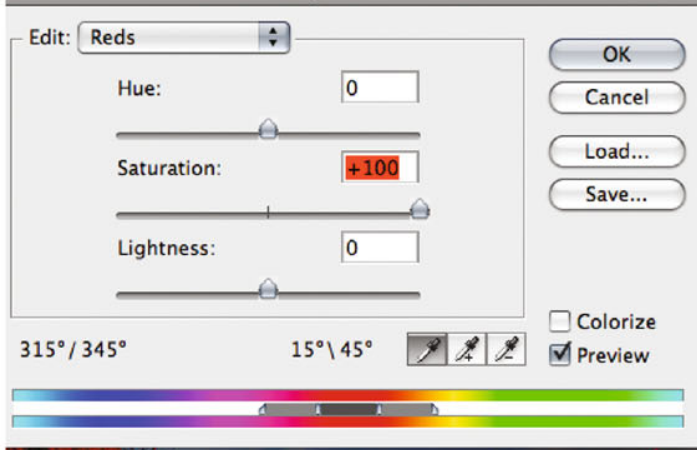 Edit: Reds
OK
Hue: 0
Cancel
Load...
Saturation: +100
Save...
Lightness: 0
Colorize
315°/ 345° 15°\ 45°
Preview